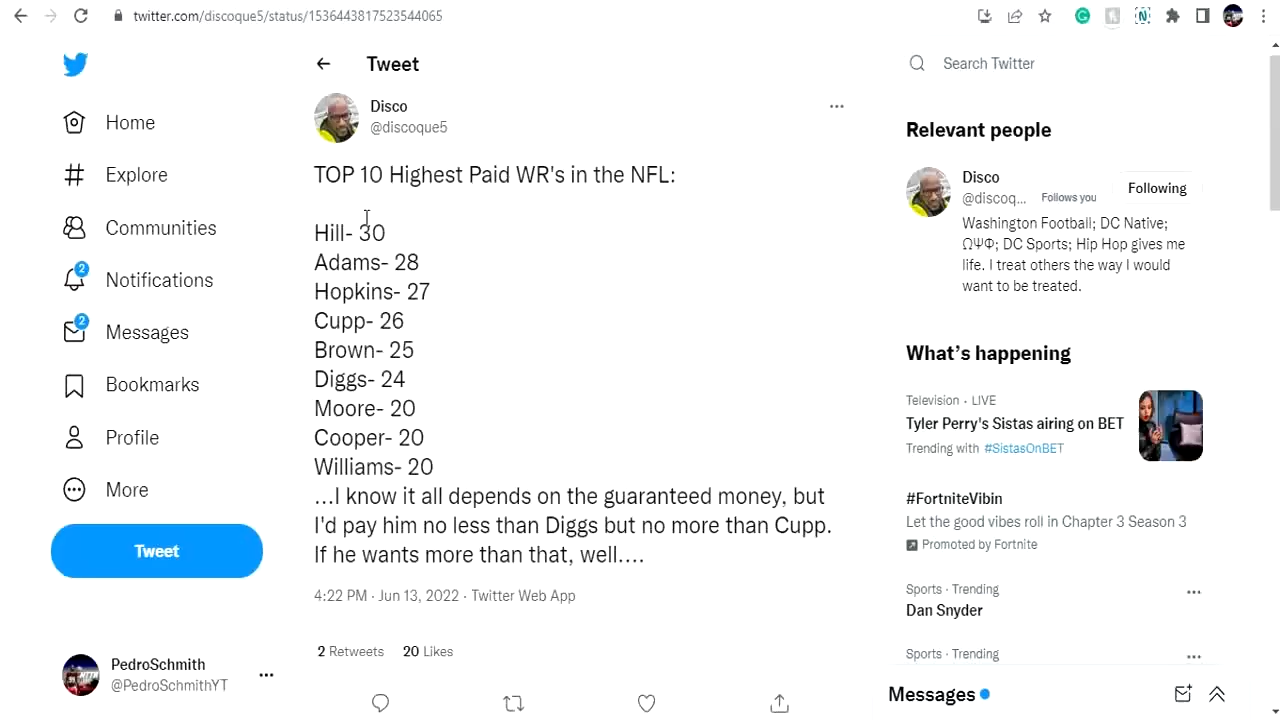 twitter.com/discoque5/status/1536443817523544065
Home
Explore
Communities
2
Notifications
2
Messages
Bookmarks
Profile
More
Tweet
PedroSchmith
@PedroSchmithYT
Tweet
Disco
@discoque5
TOP 10 Highest Paid WR's in the NFL:
Hill- 30
Adams- 28
Hopkins- 27
Cupp- 26
Brown- 25
Diggs- 24
Moore- 20
Cooper- 20
Williams- 20
...I know it all depends on the guaranteed money, but
I'd pay him no less than Diggs but no more than Cupp.
If he wants more than that, well....
4:22 PM · Jun 13, 2022 · Twitter Web App
2 Retweets 20 Likes
Search Twitter
Relevant people
Disco
@discoq... Follows you
Following
Washington Football; DC Native;
ΩΨΦ; DC Sports; Hip Hop gives me
life. I treat others the way I would
want to be treated.
What's happening
Television · LIVE
Tyler Perry's Sistas airing on BET
Trending with #SistasOnBET
#FortniteVibin
Let the good vibes roll in Chapter 3 Season 3
Promoted by Fortnite
Sports · Trending
Dan Snyder
Sports · Trending
Messages